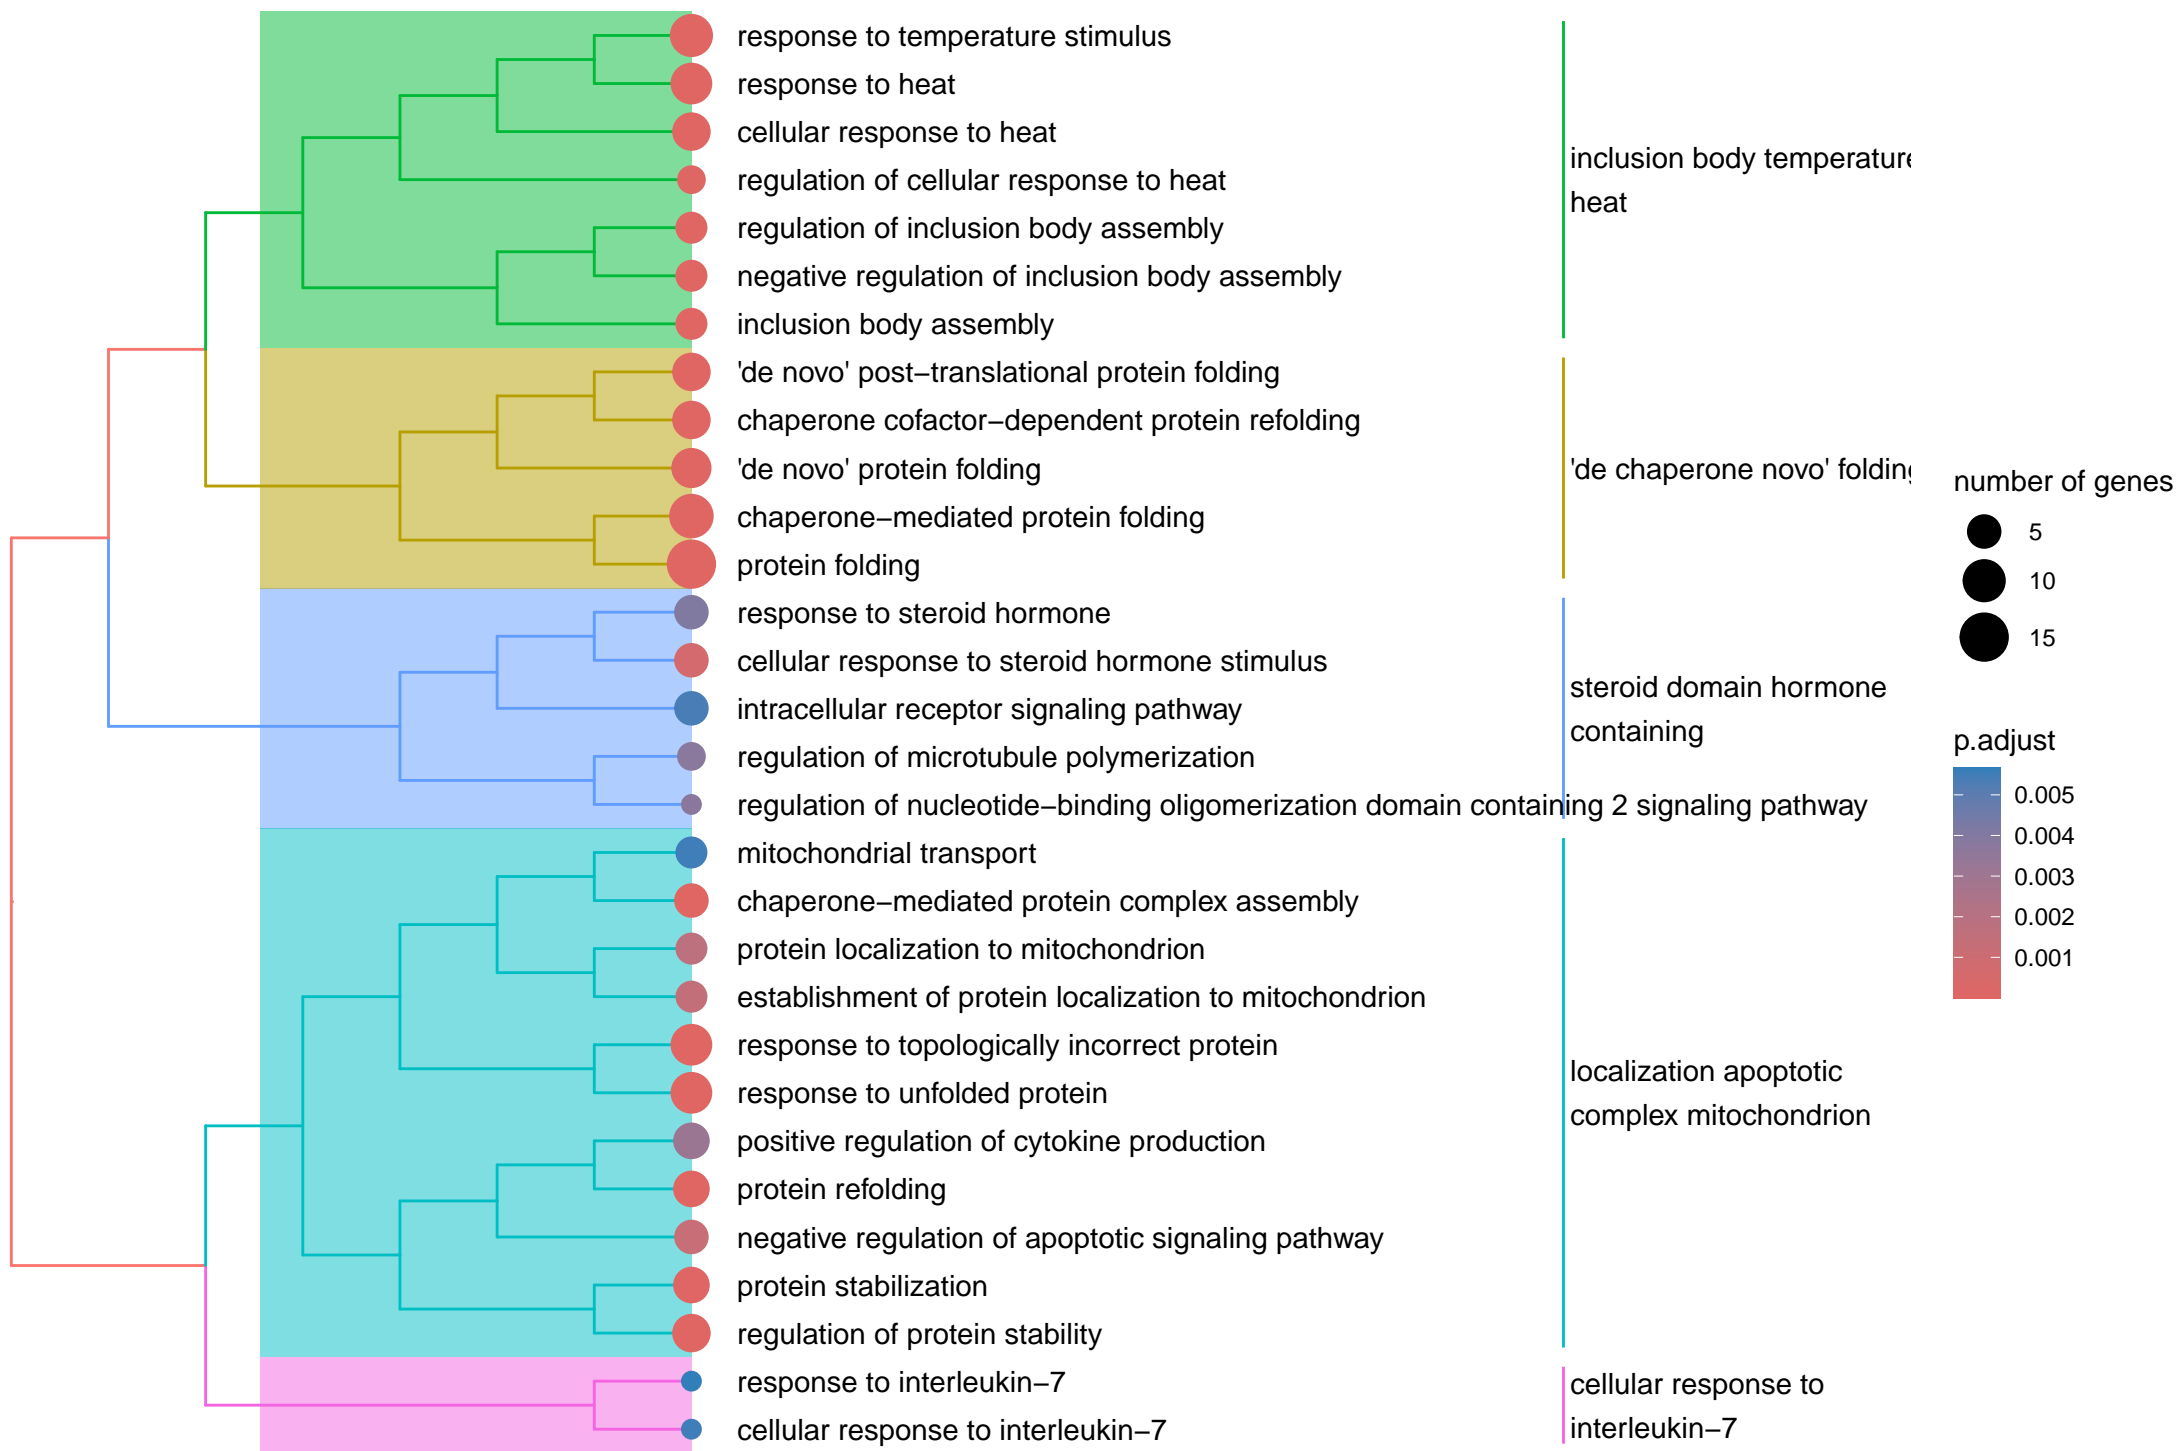 response to temperature stimulus
response to heat
cellular response to heat
regulation of cellular response to heat
regulation of inclusion body assembly
negative regulation of inclusion body assembly
inclusion body assembly
'de novo' post−translational protein folding
chaperone cofactor−dependent protein refolding
'de novo' protein folding
chaperone−mediated protein folding
protein folding
response to steroid hormone
cellular response to steroid hormone stimulus
intracellular receptor signaling pathway
regulation of microtubule polymerization
regulation of nucleotide−binding oligomerization domain containing 2 signaling pathway
mitochondrial transport
chaperone−mediated protein complex assembly
protein localization to mitochondrion
establishment of protein localization to mitochondrion
response to topologically incorrect protein
response to unfolded protein
positive regulation of cytokine production
protein refolding
negative regulation of apoptotic signaling pathway
protein stabilization
regulation of protein stability
response to interleukin−7
cellular response to interleukin−7
inclusion body temperature
heat
'de chaperone novo' folding
steroid domain hormone
containing
localization apoptotic
complex mitochondrion
cellular response to
interleukin−7
number of genes
5
10
15
p.adjust
0.005
0.004
0.003
0.002
0.001